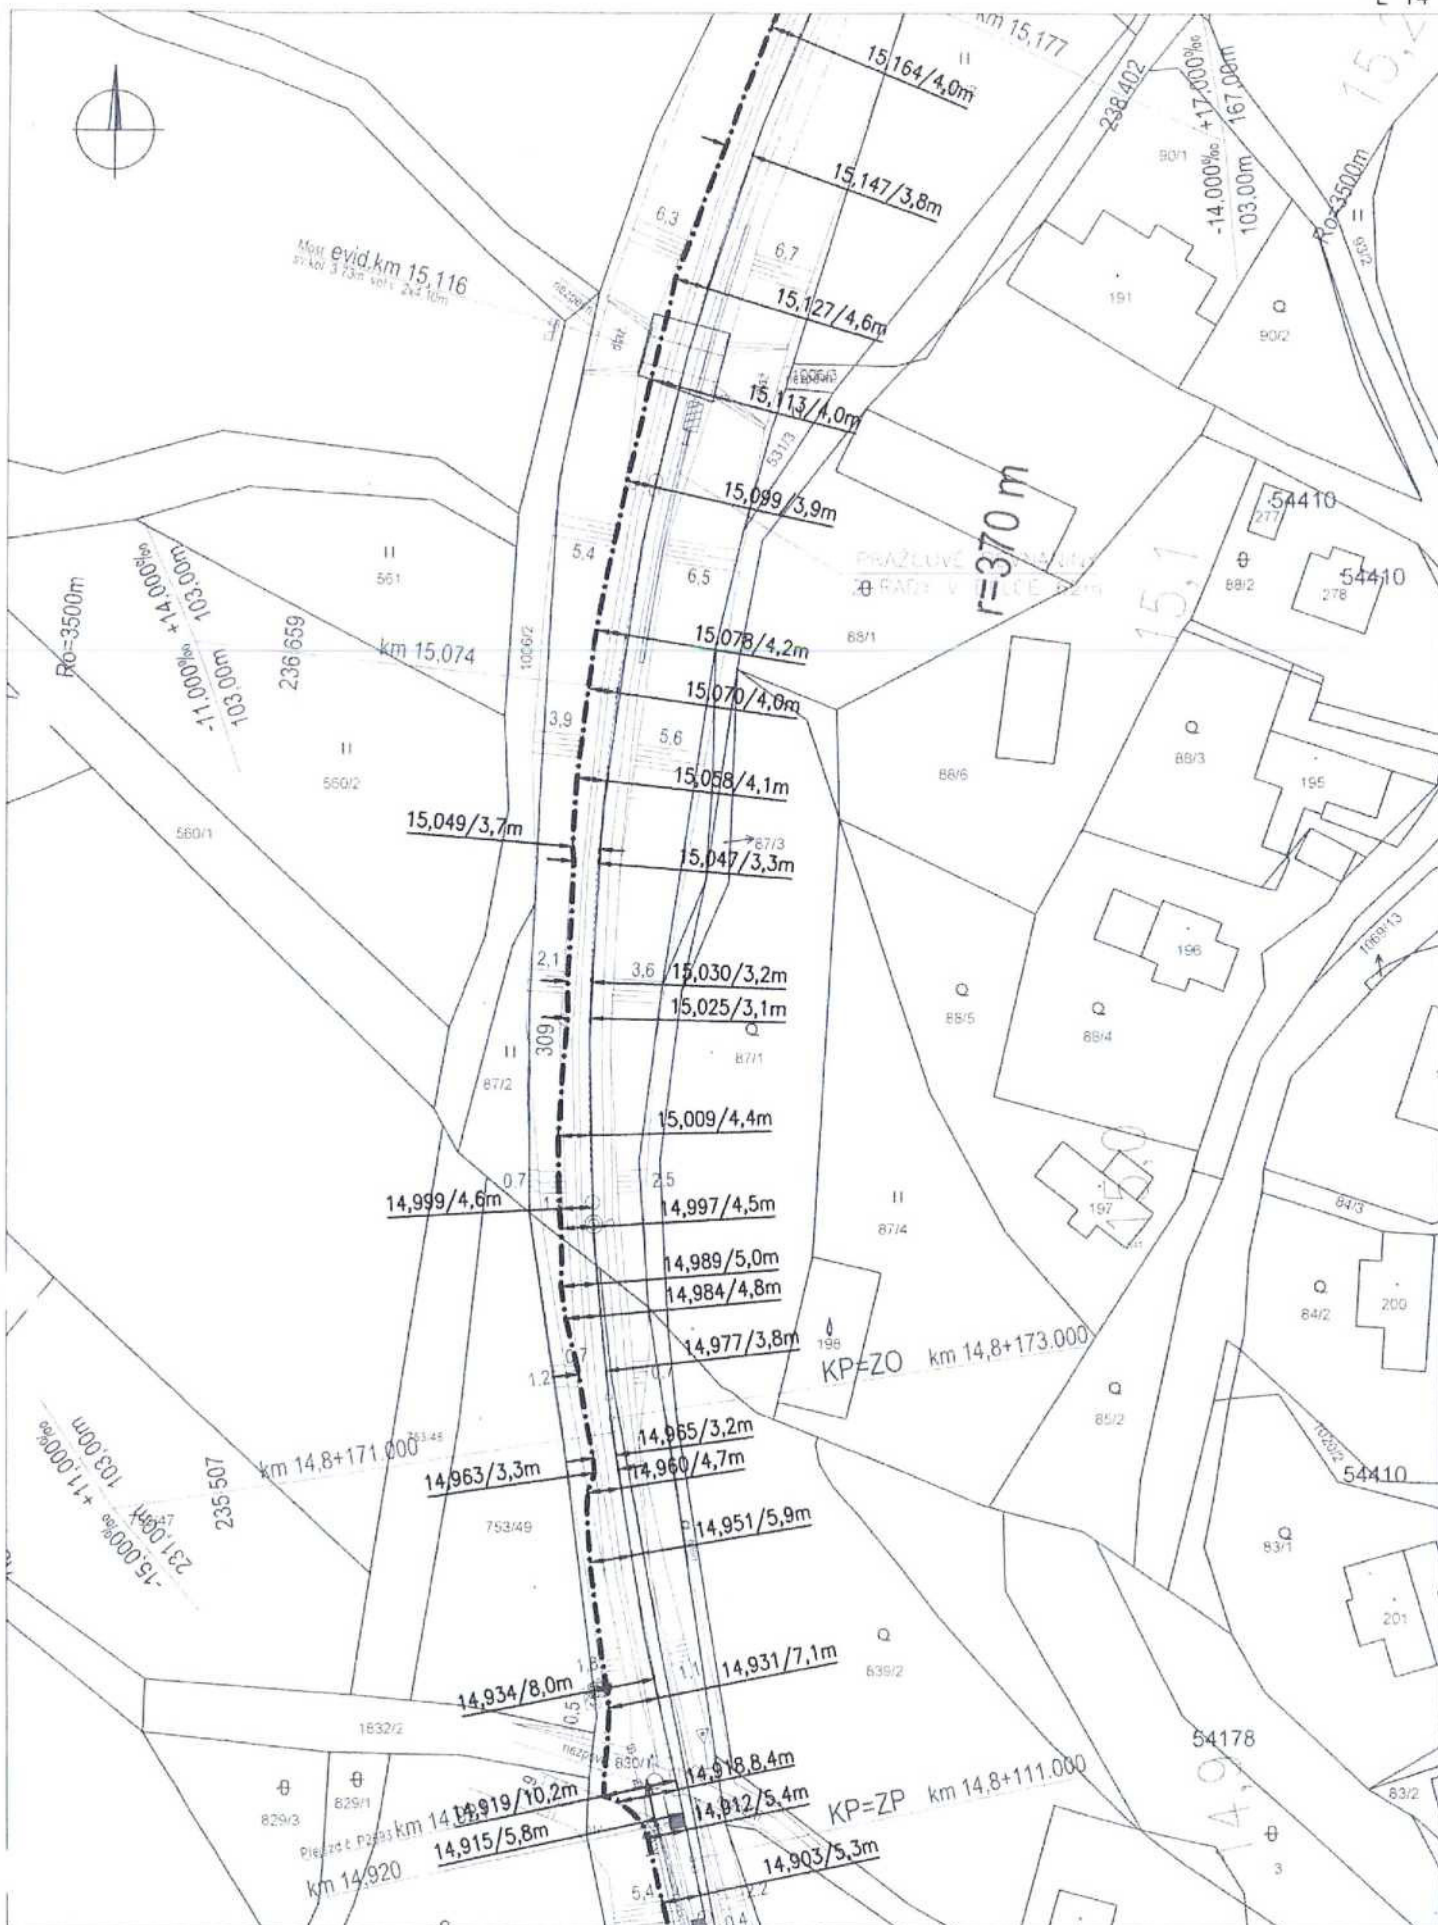 km 15,177
15,164/4,0m
238,402
+17,000‰
167,00m
-14,000‰
103,00m
90/1
15,147/3,8m
6,3
6,7
Ro=3500m
Most evid.km 15,116
15,127/4,6m
191
90/2
15,113/4,0m
531/3
15,099/3,9m
r=370 m
54410
277
5,4
6,5
561
88/2
54410
278
15,1
+14,000‰
103,00m
-11,000‰
103,00m
Ro=3500m
236,659
km 15,074
1006/2
15,078/4,2m
88/1
15,070/4,0m
3,9
5,6
560/2
15,058/4,1m
88/6
88/3
195
560/1
15,049/3,7m
87/3
15,047/3,3m
196
1069/13
2,1
3,6
15,030/3,2m
15,025/3,1m
88/5
88/4
309
87/2
87/1
15,009/4,4m
0,7
2,5
14,999/4,6m
14,997/4,5m
87/4
197
84/3
14,989/5,0m
14,984/4,8m
84/2
200
14,977/3,8m
198
KP=ZO km 14,8+173.000
0,7
1,2
0,7
85/2
14,965/3,2m
km 14,8+171.000
14,963/3,3m
14,960/4,7m
1020/2
54410
+11,000‰
103,00m
-15,000‰
231,00m
235,507
753/49
14,951/5,9m
83/1
201
839/2
14,931/7,1m
1,1
14,934/8,0m
0,5
1832/2
54178
14,9
830/1
14,918,8,4m
829/3
829/1
14,919/10,2m
14,912/5,4m
KP=ZP km 14,8+111.000
83/2
14,915/5,8m
km 14,920
14,903/5,3m
3
5,4
2,2
0,4